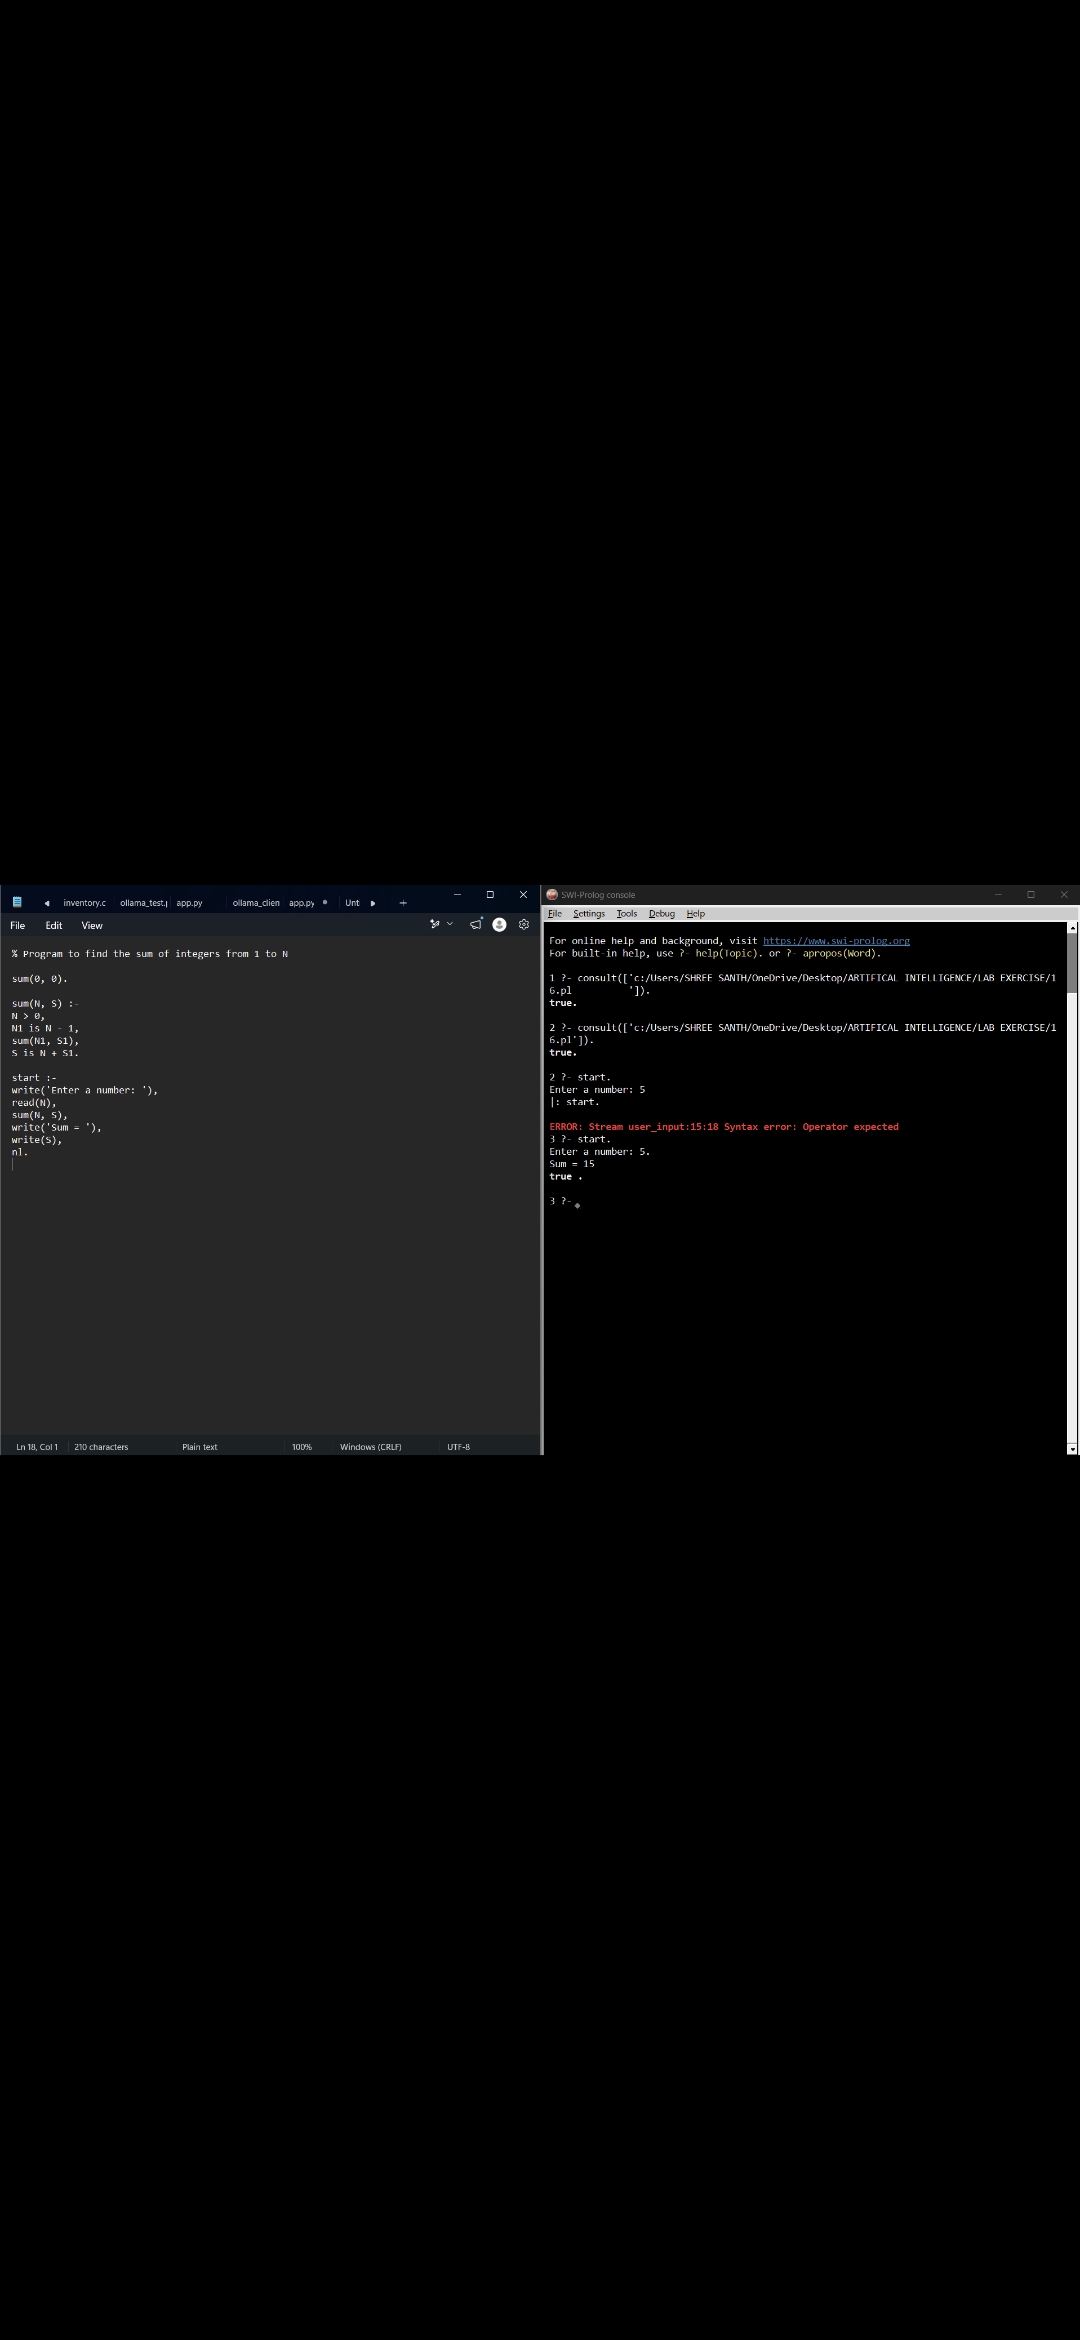 inventory.c ollama_test.p app.py ollama_clien app.py Unt
File Edit View
% Program to find the sum of integers from 1 to N
sum(0, 0).
sum(N, S) :-
N > 0,
N1 is N - 1,
sum(N1, S1),
S is N + S1.
start :-
write('Enter a number: '),
read(N),
sum(N, S),
write('Sum = '),
write(S),
nl.
Ln 18, Col 1 210 characters Plain text 100% Windows (CRLF) UTF-8
SWI-Prolog console
File Settings Tools Debug Help
For online help and background, visit https://www.swi-prolog.org
For built-in help, use ?- help(Topic). or ?- apropos(Word).
1 ?- consult(['c:/Users/SHREE SANTH/OneDrive/Desktop/ARTIFICAL INTELLIGENCE/LAB EXERCISE/1
6.pl ']).
true.
2 ?- consult(['c:/Users/SHREE SANTH/OneDrive/Desktop/ARTIFICAL INTELLIGENCE/LAB EXERCISE/1
6.pl']).
true.
2 ?- start.
Enter a number: 5
|: start.
ERROR: Stream user_input:15:18 Syntax error: Operator expected
3 ?- start.
Enter a number: 5.
Sum = 15
true .
3 ?-